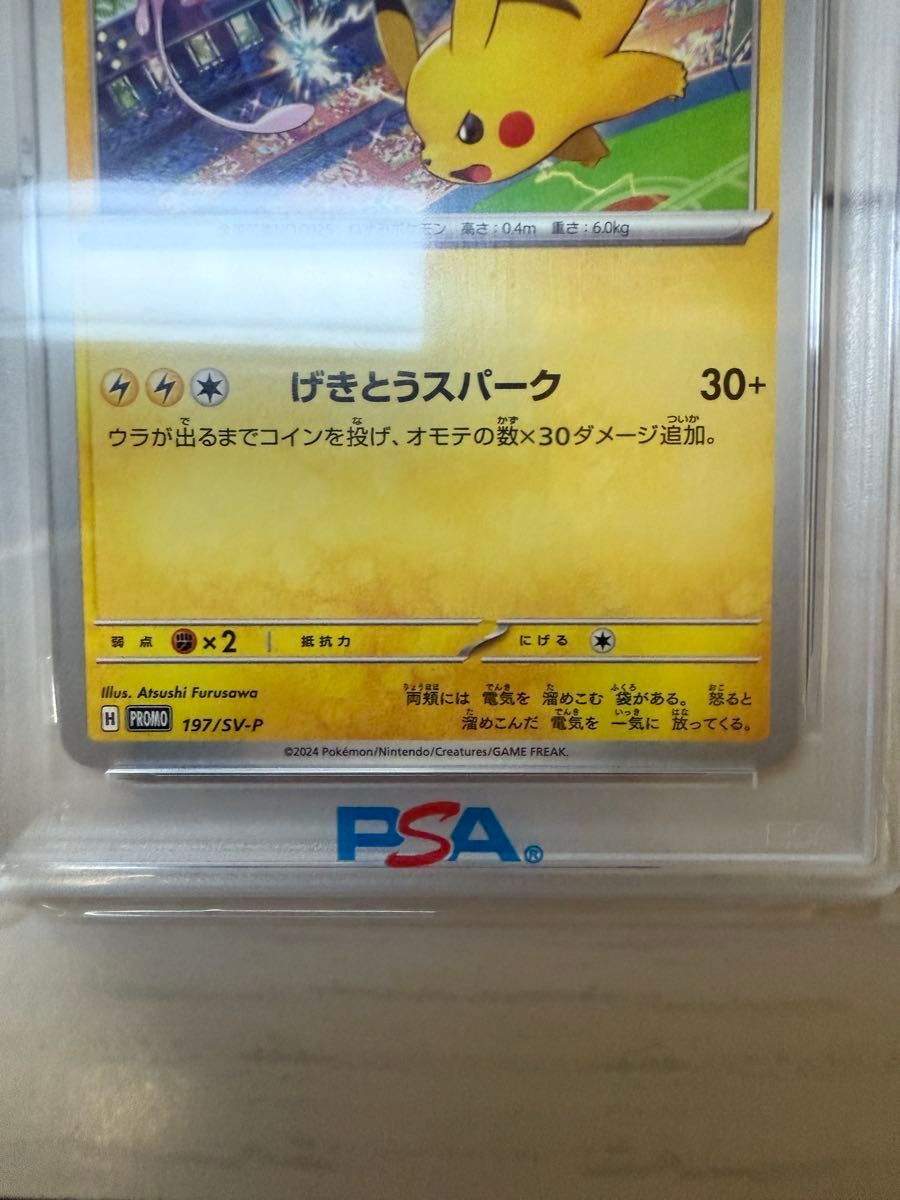 ポケモン 高さ:0.4m 重さ:6.0kg
げきとうスパーク 30+
ウラが出るまでコインを投げ、オモテの数×30ダメージ追加。
弱点 ×2 抵抗力 にげる
Illus. Atsushi Furusawa
両頬には 電気を 溜めこむ 袋がある。 怒ると
溜めこんだ 電気を 一気に 放ってくる。
H PROMO 197/SV-P
©2024 Pokémon/Nintendo/Creatures/GAME FREAK.
PSA®